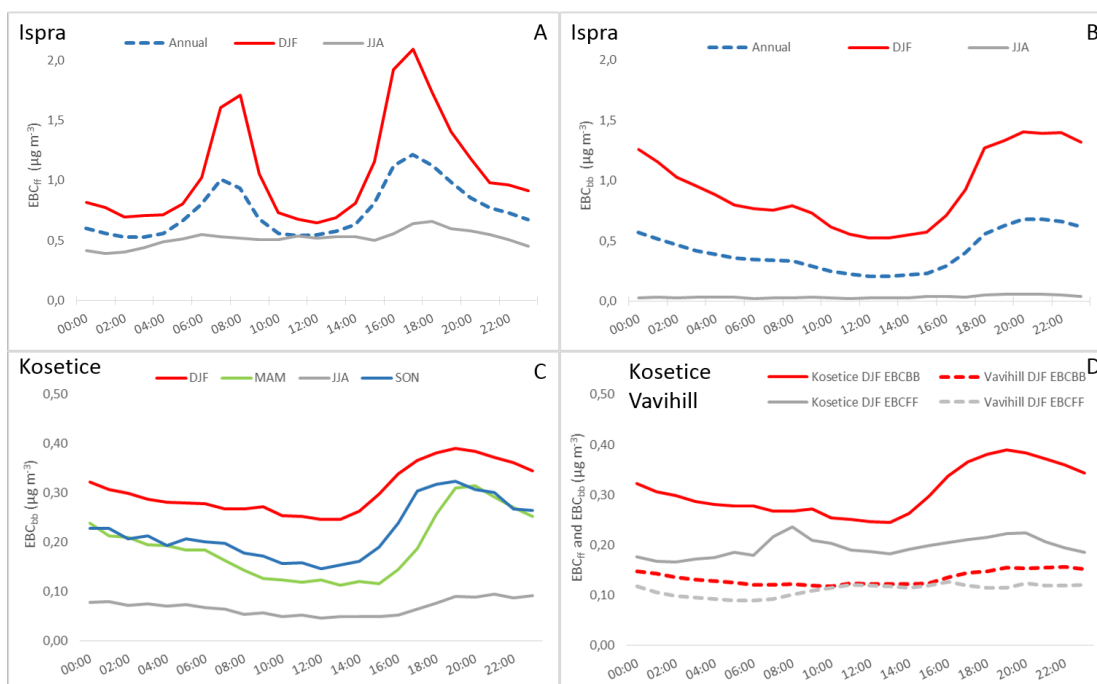 Ispra
A
Annual DJF JJA
2,0
1,5
1,0
0,5
0,0
EBCff (µg m-3)
00:00 02:00 04:00 06:00 08:00 10:00 12:00 14:00 16:00 18:00 20:00 22:00
Ispra
B
Annual DJF JJA
2,0
1,5
1,0
0,5
0,0
EBCbb (µg m-3)
00:00 02:00 04:00 06:00 08:00 10:00 12:00 14:00 16:00 18:00 20:00 22:00
Kosetice
C
DJF MAM JJA SON
0,50
0,40
0,30
0,20
0,10
0,00
EBCbb (µg m-3)
00:00 02:00 04:00 06:00 08:00 10:00 12:00 14:00 16:00 18:00 20:00 22:00
Kosetice
Vavihill
D
Kosetice DJF EBCBB Vavihill DJF EBCBB
Kosetice DJF EBCFF Vavihill DJF EBCFF
0,50
0,40
0,30
0,20
0,10
0,00
EBCff and EBCbb (µg m-3)
00:00 02:00 04:00 06:00 08:00 10:00 12:00 14:00 16:00 18:00 20:00 22:00